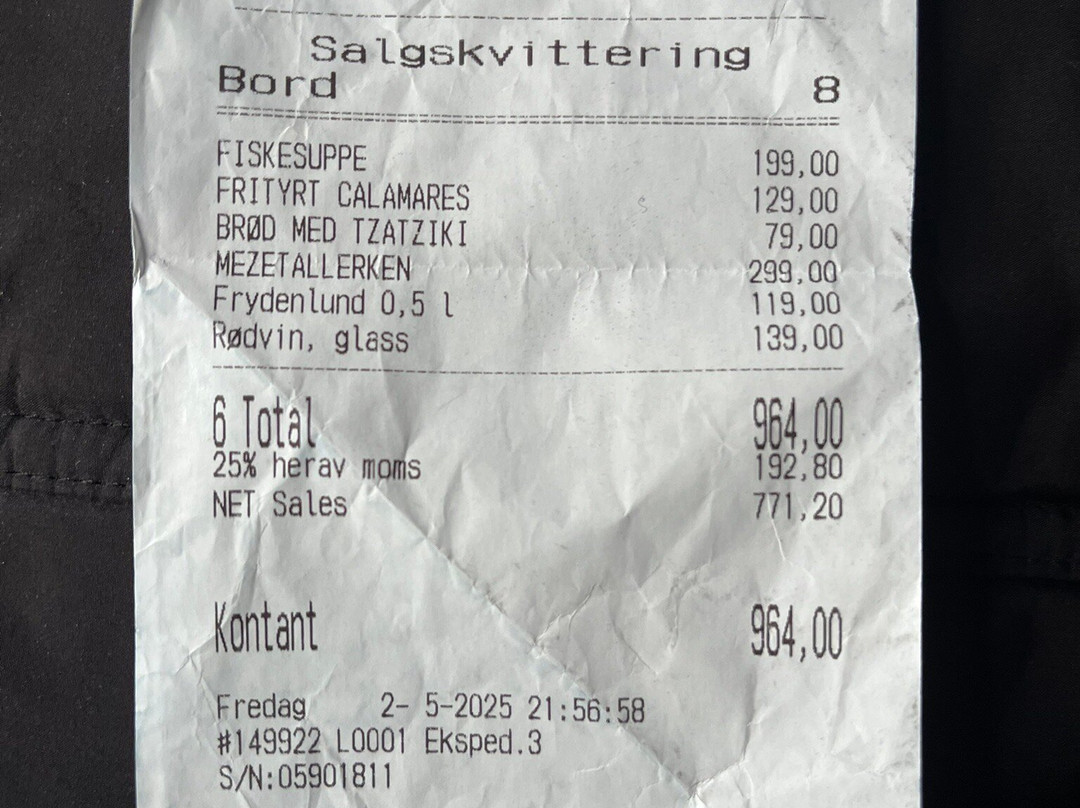 Salgskvittering
Bord 8
FISKESUPPE 199,00
FRITYRT CALAMARES 129,00
BRØD MED TZATZIKI 79,00
MEZETALLERKEN 299,00
Frydenlund 0,5 l 119,00
Rødvin, glass 139,00
6 Total 964,00
25% herav moms 192,80
NET Sales 771,20
Kontant 964,00
Fredag 2- 5-2025 21:56:58
#149922 L0001 Eksped.3
S/N:05901811